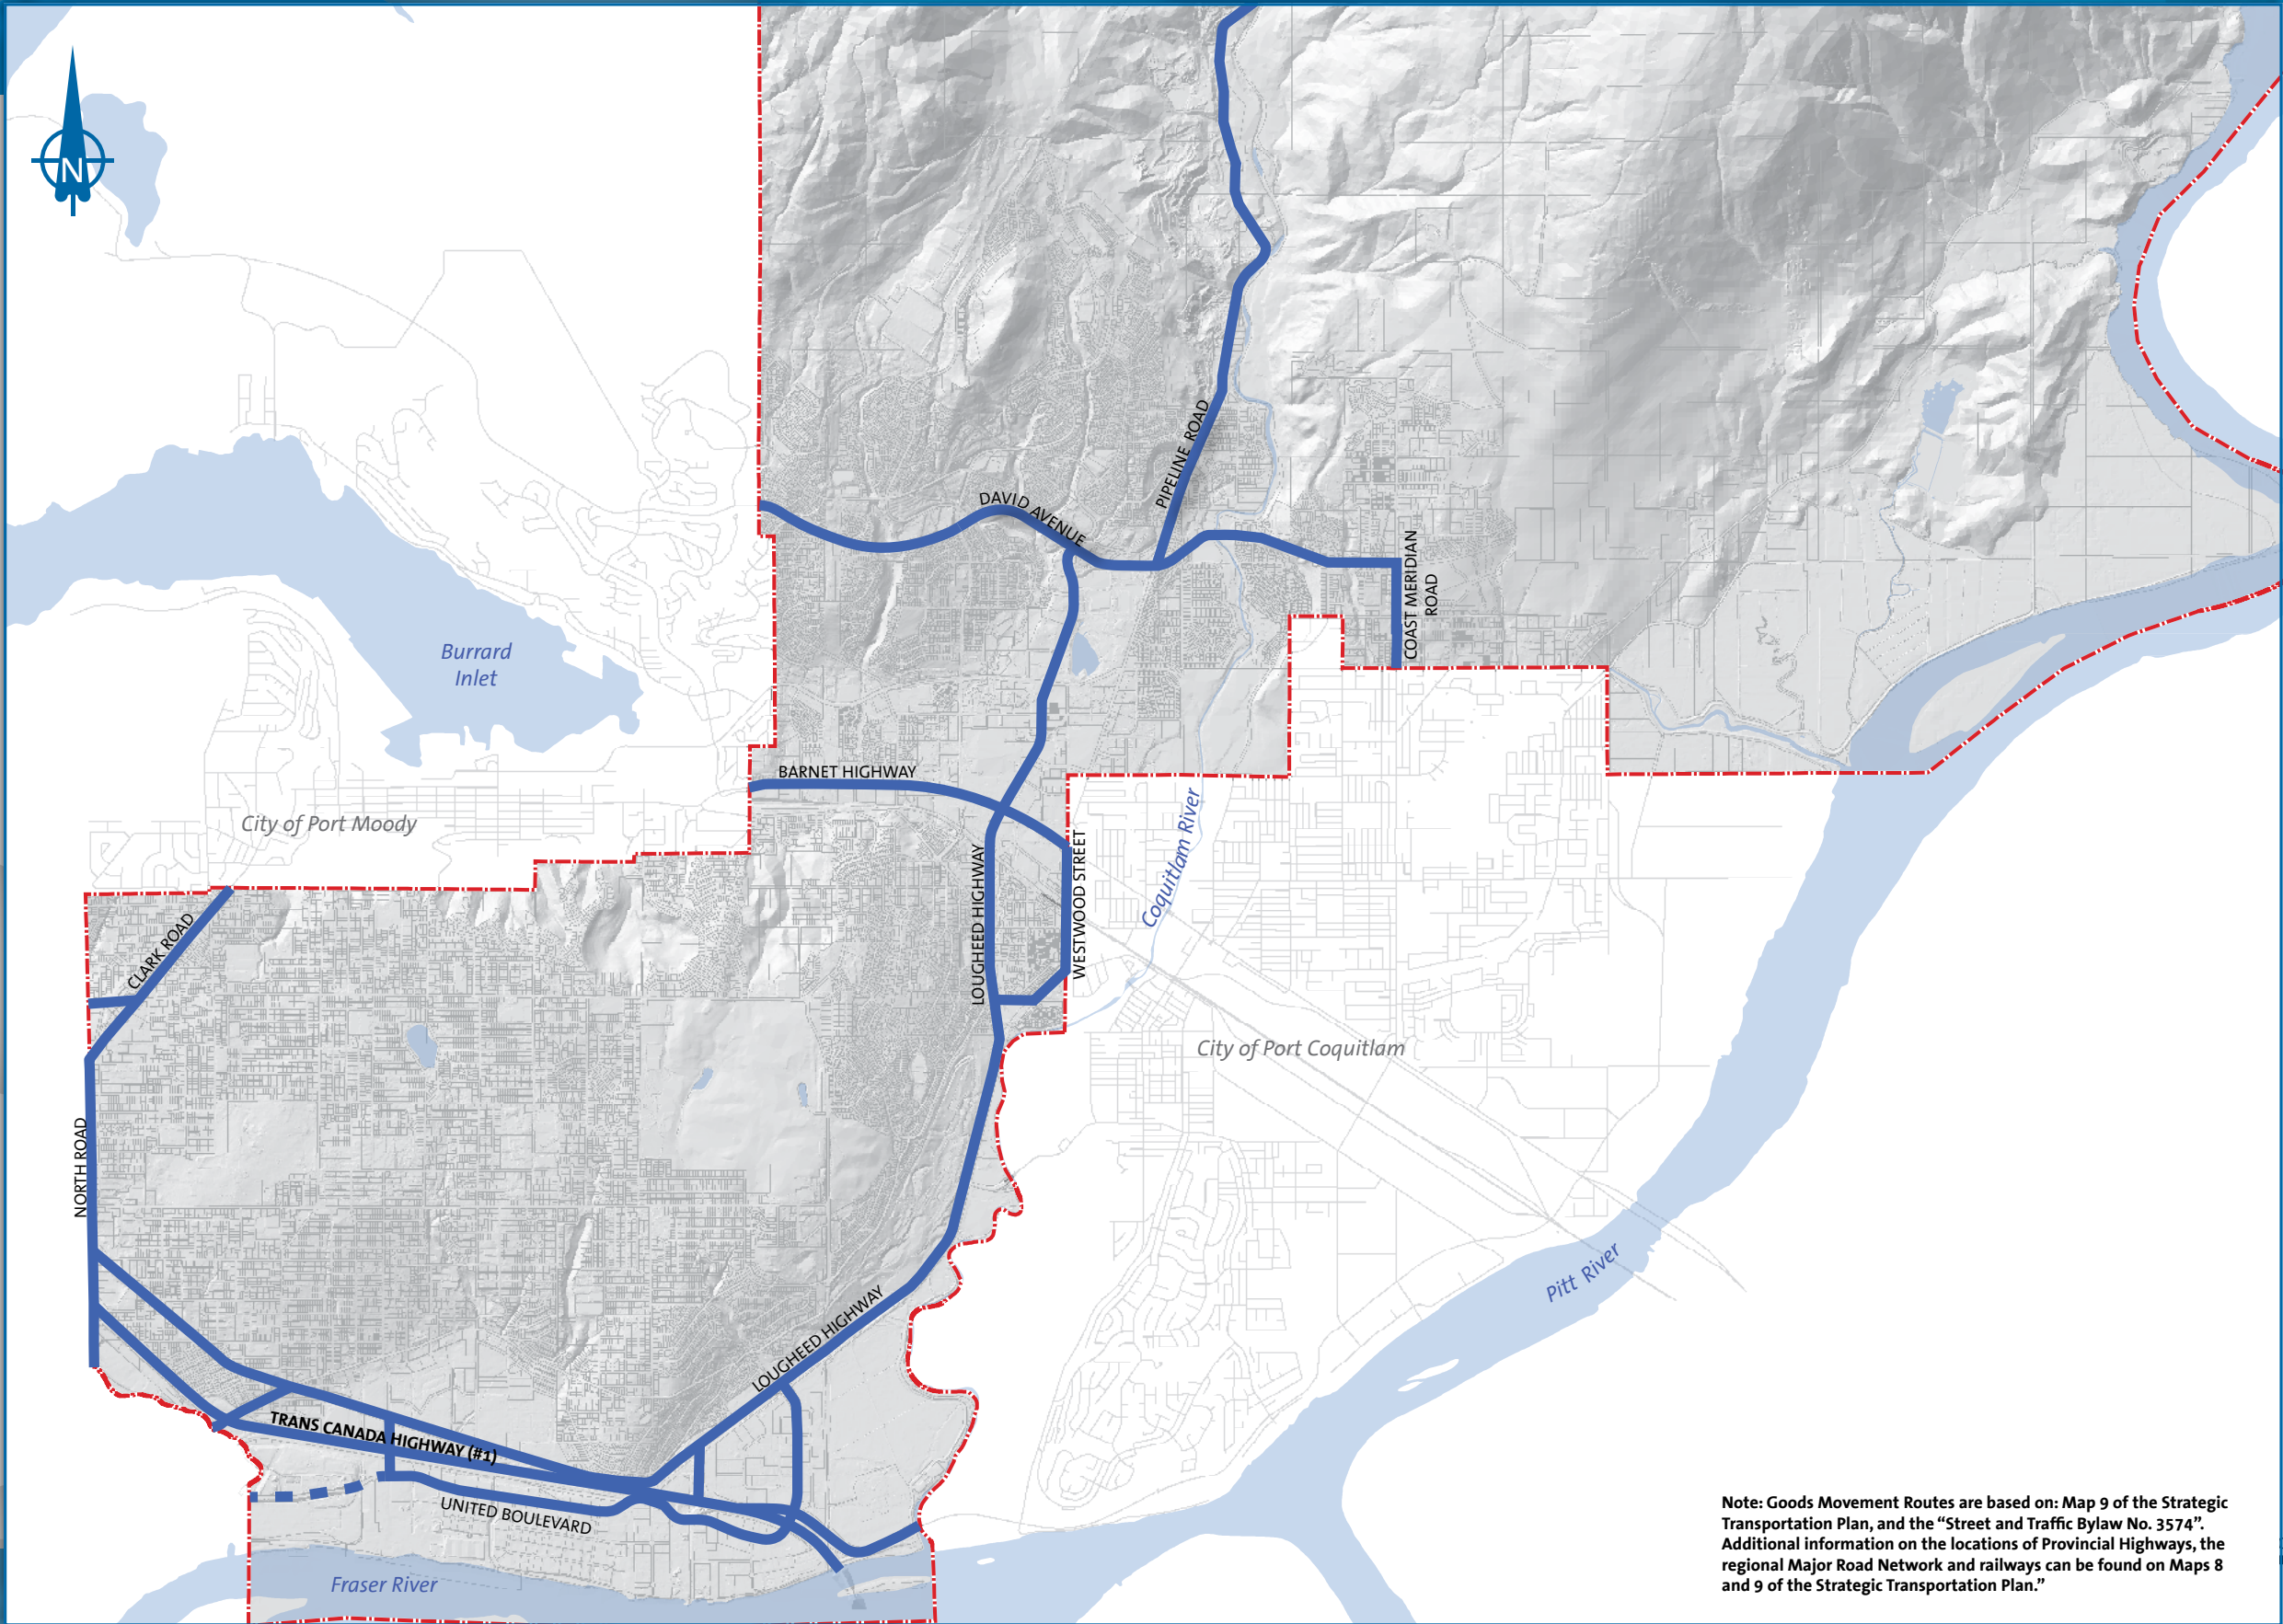 N
PIPELINE ROAD
DAVID AVENUE
COAST MERIDIAN
ROAD
Burrard
Inlet
BARNET HIGHWAY
City of Port Moody
Coquitlam River
LOUGHEED HIGHWAY
WESTWOOD STREET
CLARK ROAD
City of Port Coquitlam
NORTH ROAD
Pitt River
LOUGHEED HIGHWAY
TRANS CANADA HIGHWAY (#1)
UNITED BOULEVARD
Fraser River
Note: Goods Movement Routes are based on: Map 9 of the Strategic
Transportation Plan, and the “Street and Traffic Bylaw No. 3574”.
Additional information on the locations of Provincial Highways, the
regional Major Road Network and railways can be found on Maps 8
and 9 of the Strategic Transportation Plan.”